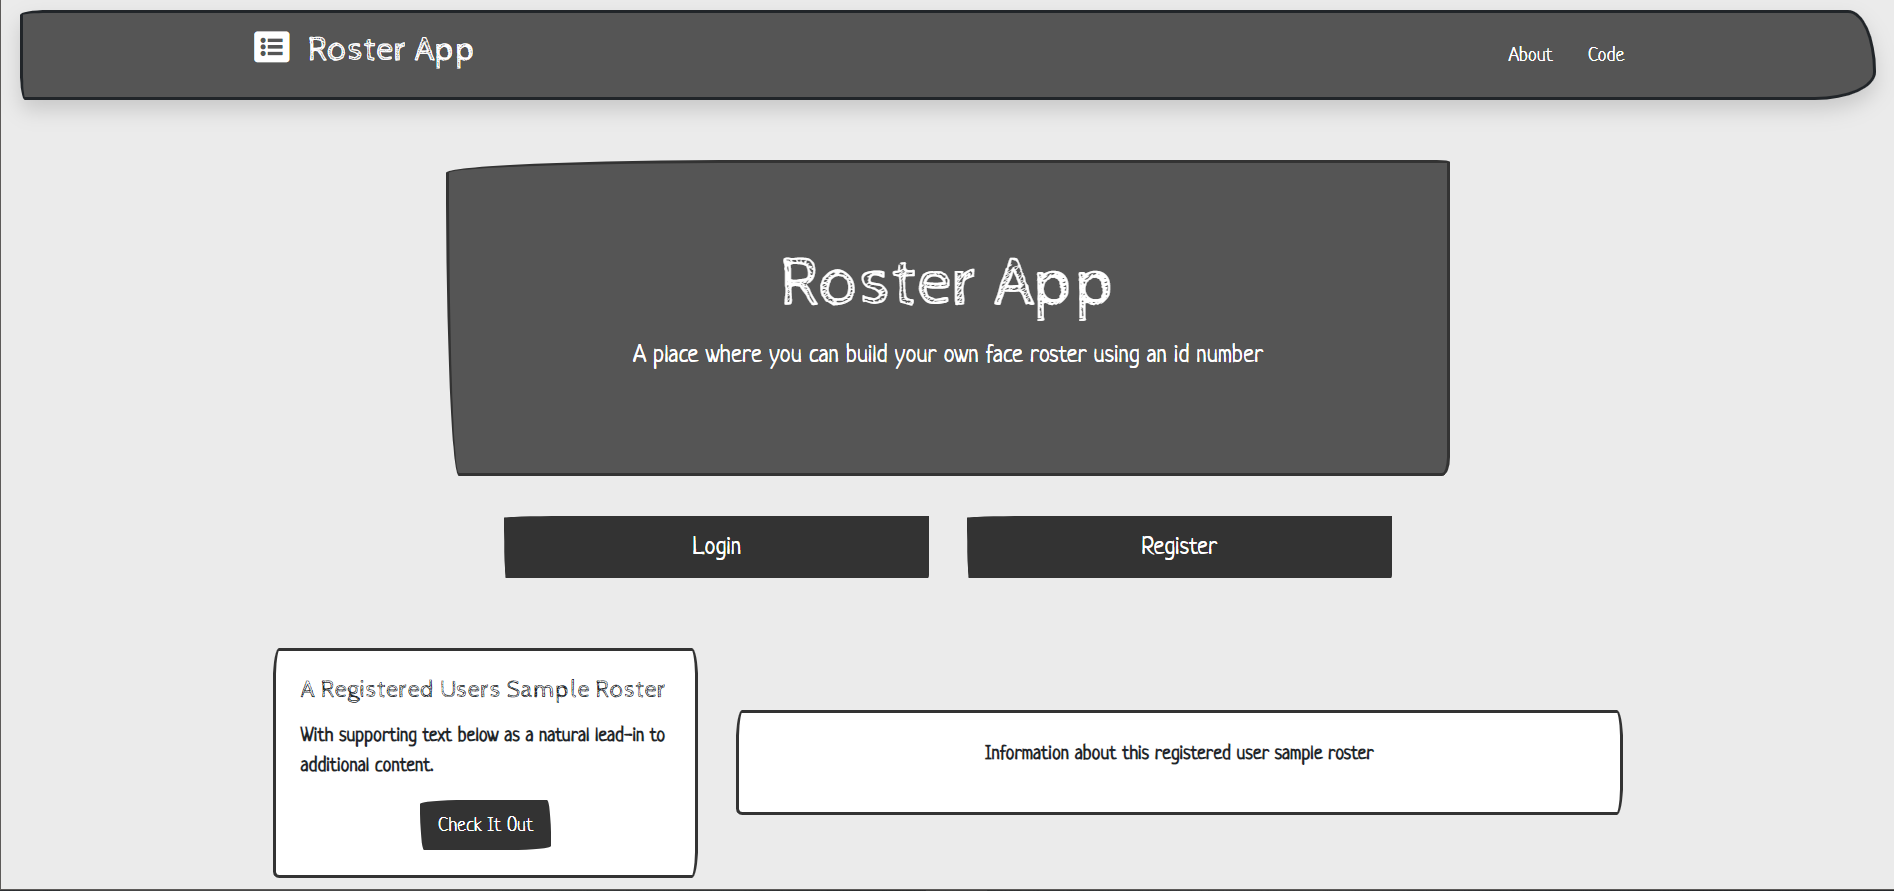 Roster App
About
Code
Roster App
A place where you can build your own face roster using an id number
Login
Register
A Registered Users Sample Roster
With supporting text below as a natural lead-in to
additional content.
Check It Out
Information about this registered user sample roster